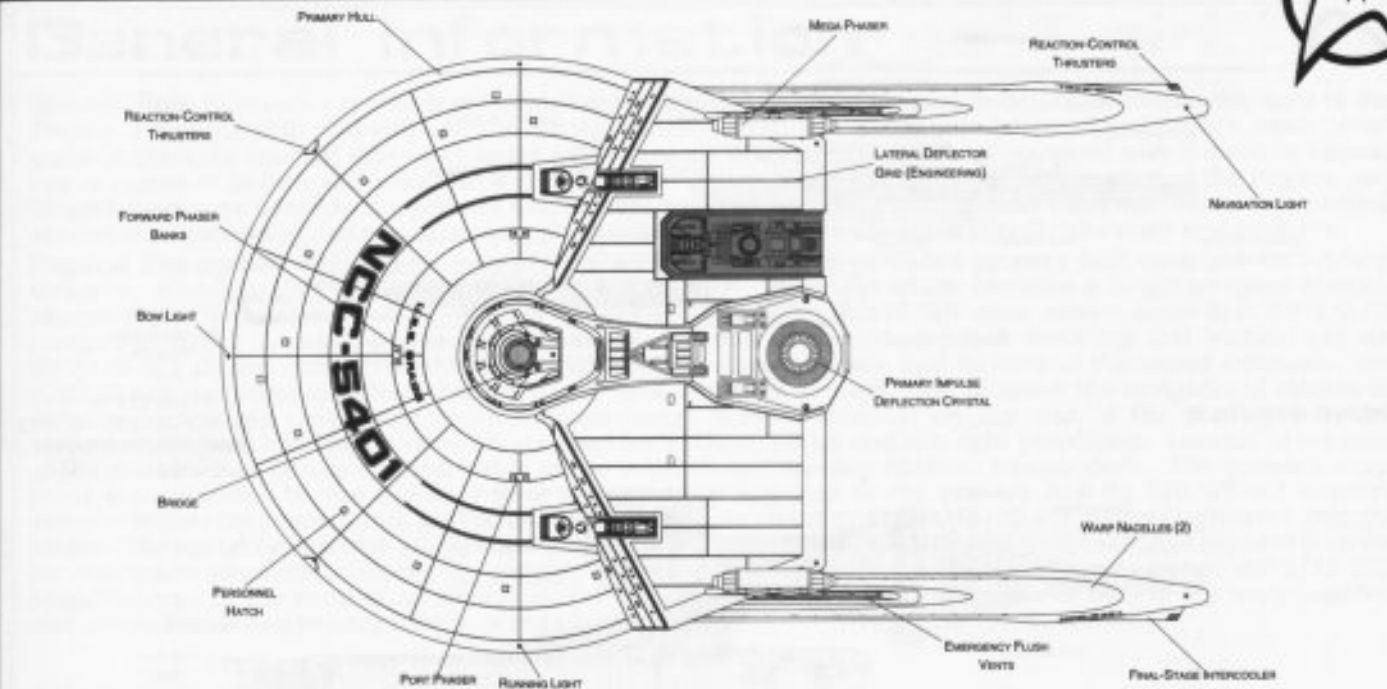 PRIMARY HULL
MEGA PHASER
REACTION-CONTROL
THRUSTERS
REACTION-CONTROL
THRUSTERS
LATERAL DEFLECTOR
GRID (ENGINEERING)
NAVIGATION LIGHT
FORWARD PHASER
BANKS
NCC-5401
U.S.S.
BOW LIGHT
PRIMARY IMPULSE
DEFLECTION CRYSTAL
BRIDGE
WARP NACELLES (2)
PERSONNEL
HATCH
EMERGENCY FLUSH
VENTS
PORT PHASER
RUNNING LIGHT
FINAL-STAGE INTERCOOLER